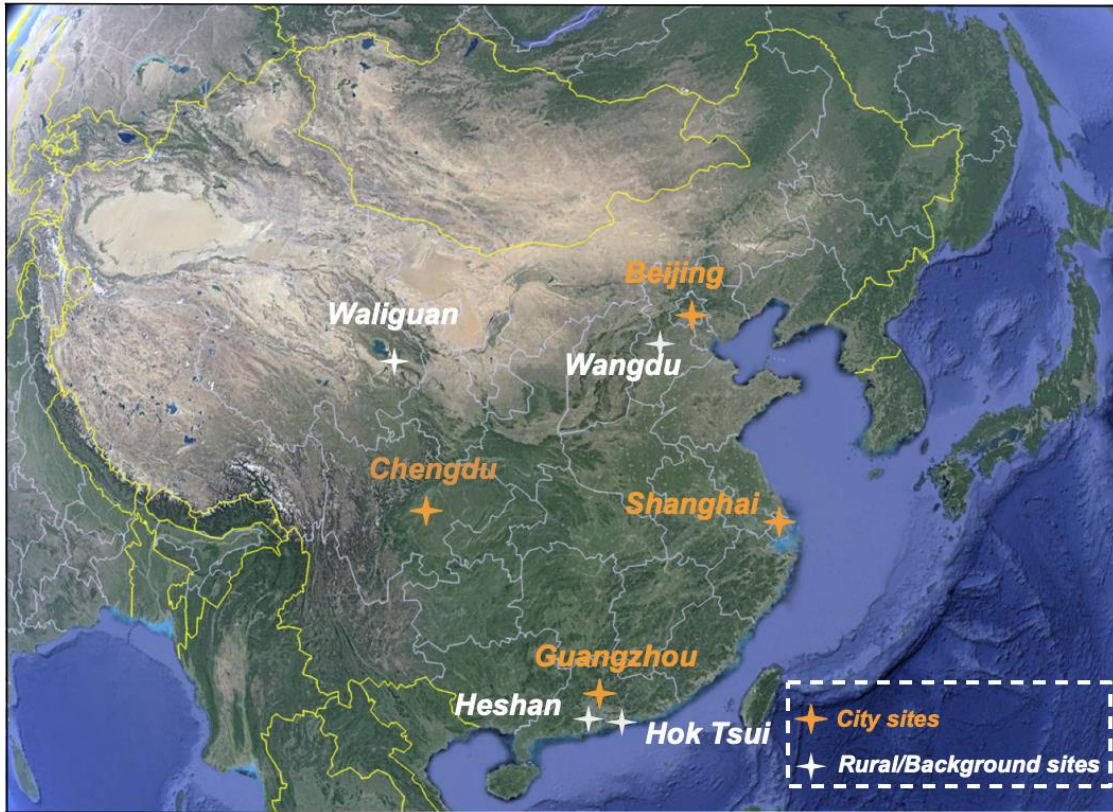 Beijing
Waliguan
Wangdu
Chengdu
Shanghai
Guangzhou
Heshan
Hok Tsui
City sites
Rural/Background sites